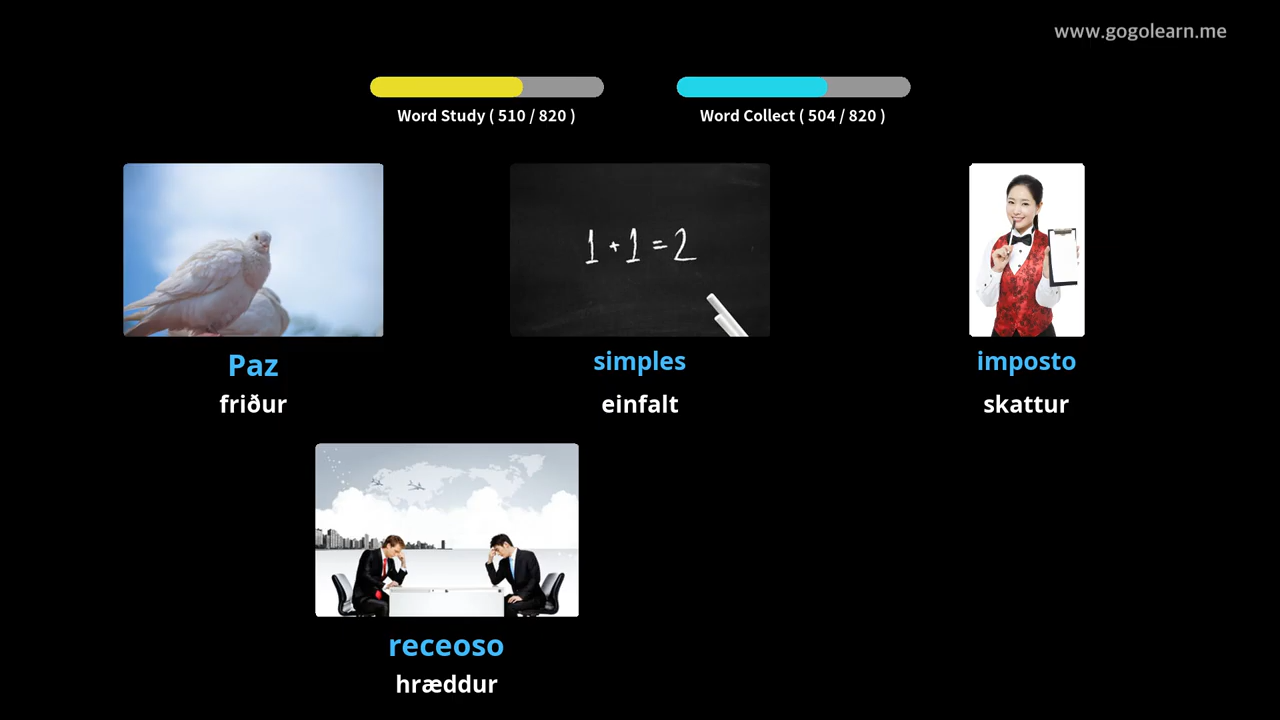 www.gogolearn.me
Word Study ( 510 / 820 )
Word Collect ( 504 / 820 )
1 + 1 = 2
Paz
friður
simples
einfalt
imposto
skattur
receoso
hræddur